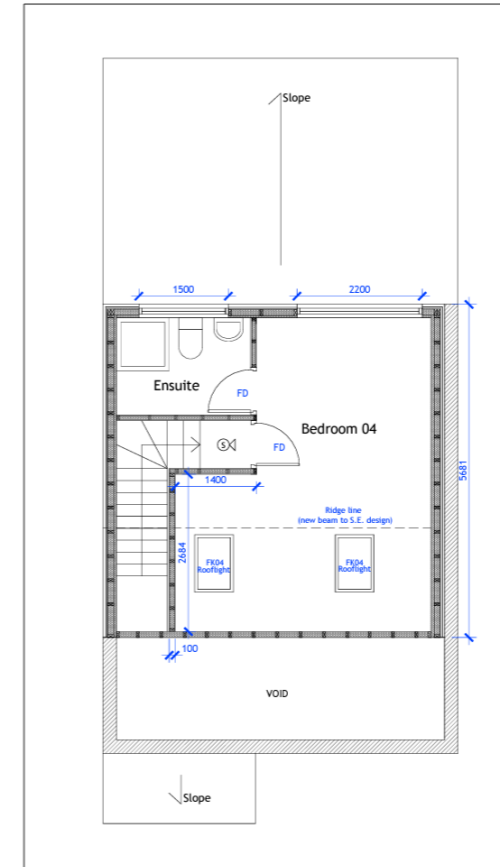 Slope
1500
2200
Ensuite
FD
Bedroom 04
S
FD
1400
5681
Ridge line
(new beam to S.E. design)
2684
FK04
Rooflight
FK04
Rooflight
100
VOID
Slope